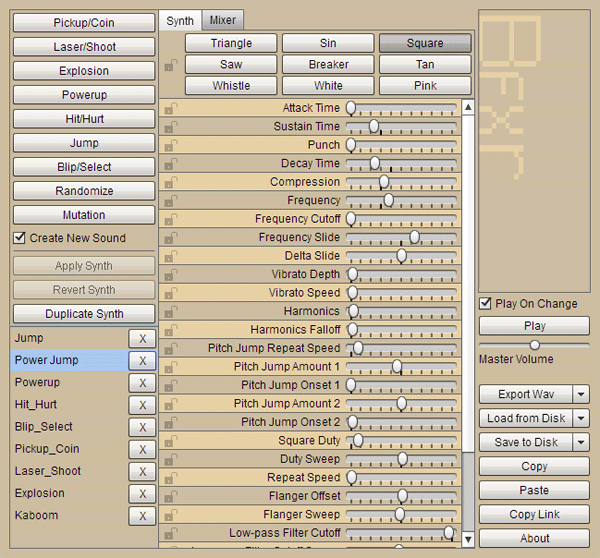 Pickup/Coin
Laser/Shoot
Explosion
Powerup
Hit/Hurt
Jump
Blip/Select
Randomize
Mutation
Create New Sound
Apply Synth
Revert Synth
Duplicate Synth
Jump X
Power Jump X
Powerup X
Hit_Hurt X
Blip_Select X
Pickup_Coin X
Laser_Shoot X
Explosion X
Kaboom X
Synth Mixer
Triangle Sin Square
Saw Breaker Tan
Whistle White Pink
Attack Time
Sustain Time
Punch
Decay Time
Compression
Frequency
Frequency Cutoff
Frequency Slide
Delta Slide
Vibrato Depth
Vibrato Speed
Harmonics
Harmonics Falloff
Pitch Jump Repeat Speed
Pitch Jump Amount 1
Pitch Jump Onset 1
Pitch Jump Amount 2
Pitch Jump Onset 2
Square Duty
Duty Sweep
Repeat Speed
Flanger Offset
Flanger Sweep
Low-pass Filter Cutoff
Bfxr
Play On Change
Play
Master Volume
Export Wav
Load from Disk
Save to Disk
Copy
Paste
Copy Link
About